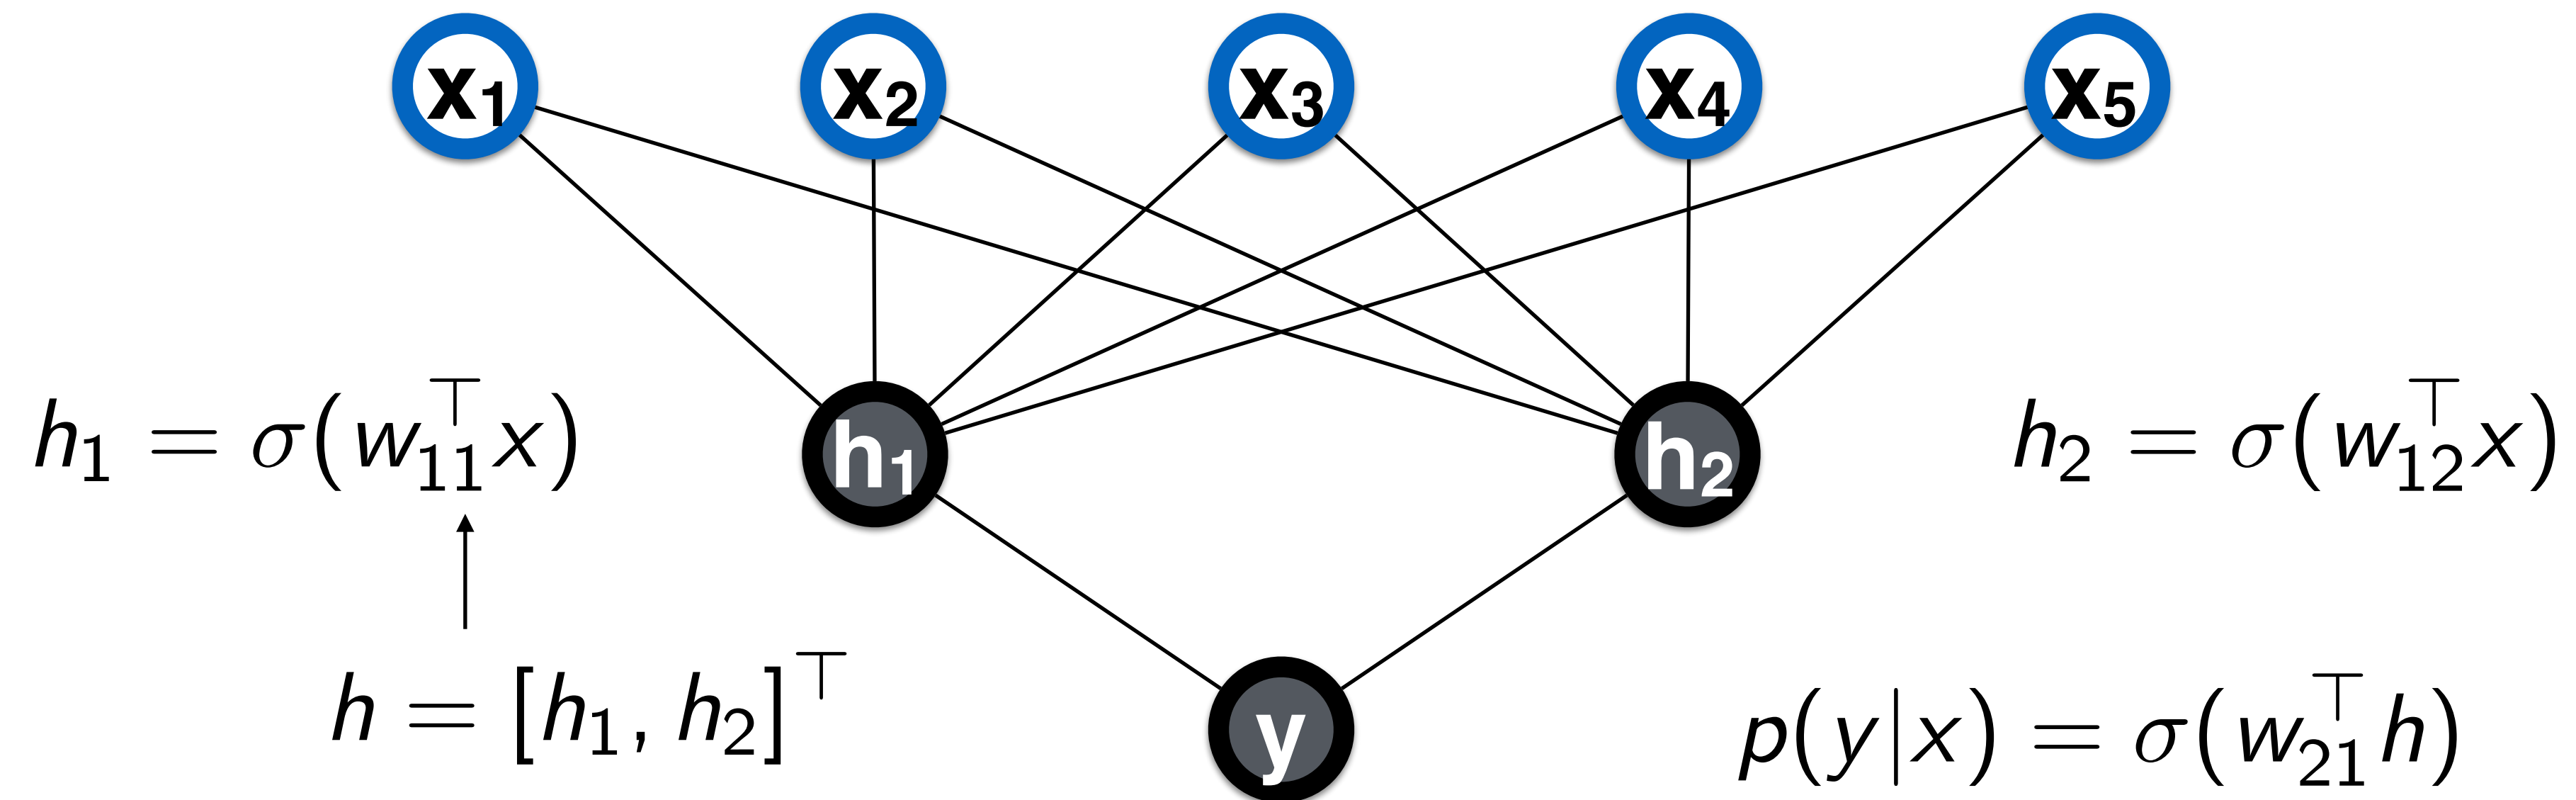 x₁ x₂ x₃ x₄ x₅
h₁ = σ(w₁₁⊤x) h₁ h₂ h₂ = σ(w₁₂⊤x)
h = [h₁, h₂]⊤ y p(y|x) = σ(w₂₁⊤h)